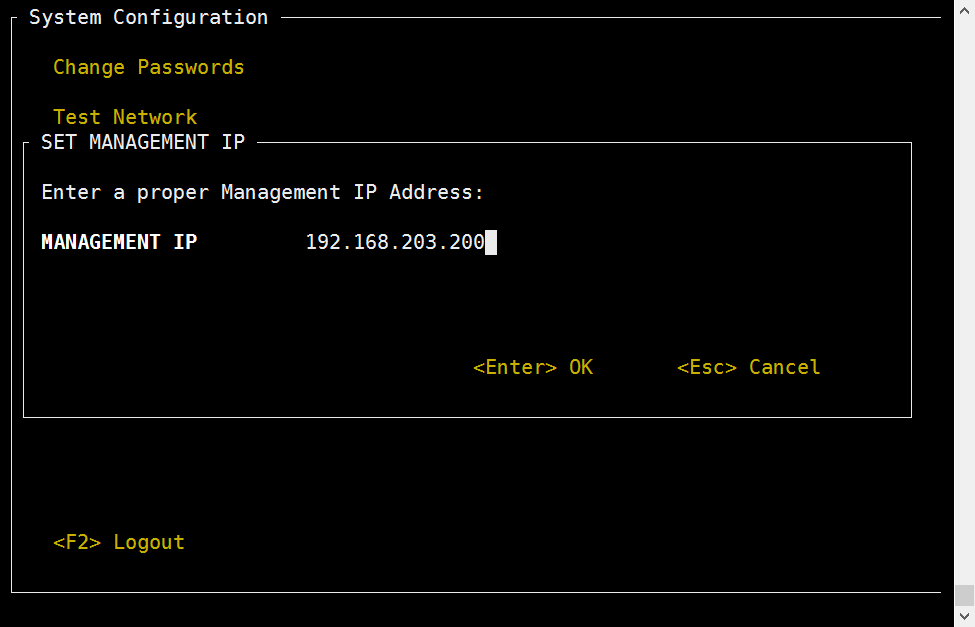 System Configuration
Change Passwords
Test Network
SET MANAGEMENT IP
Enter a proper Management IP Address:
MANAGEMENT IP 192.168.203.200
<Enter> OK <Esc> Cancel
<F2> Logout